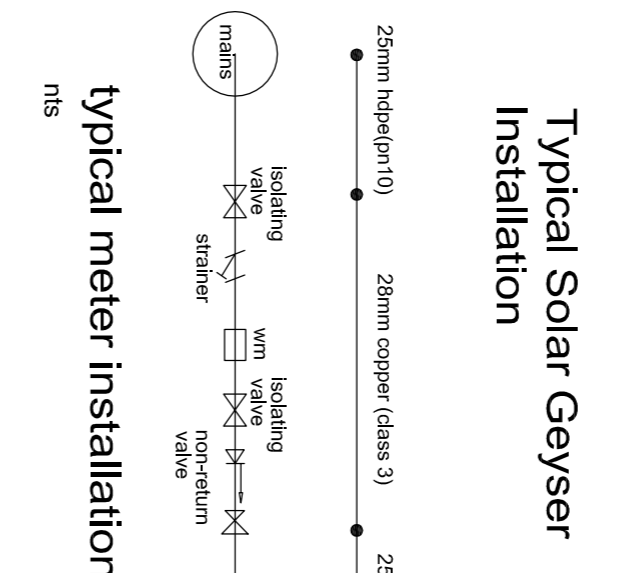 Typical Solar Geyser
Installation
25mm hdpe(pn10)
28mm copper (class 3)
25
mains
isolating
valve
strainer
wm
isolating
valve
non-return
valve
typical meter installation
nts